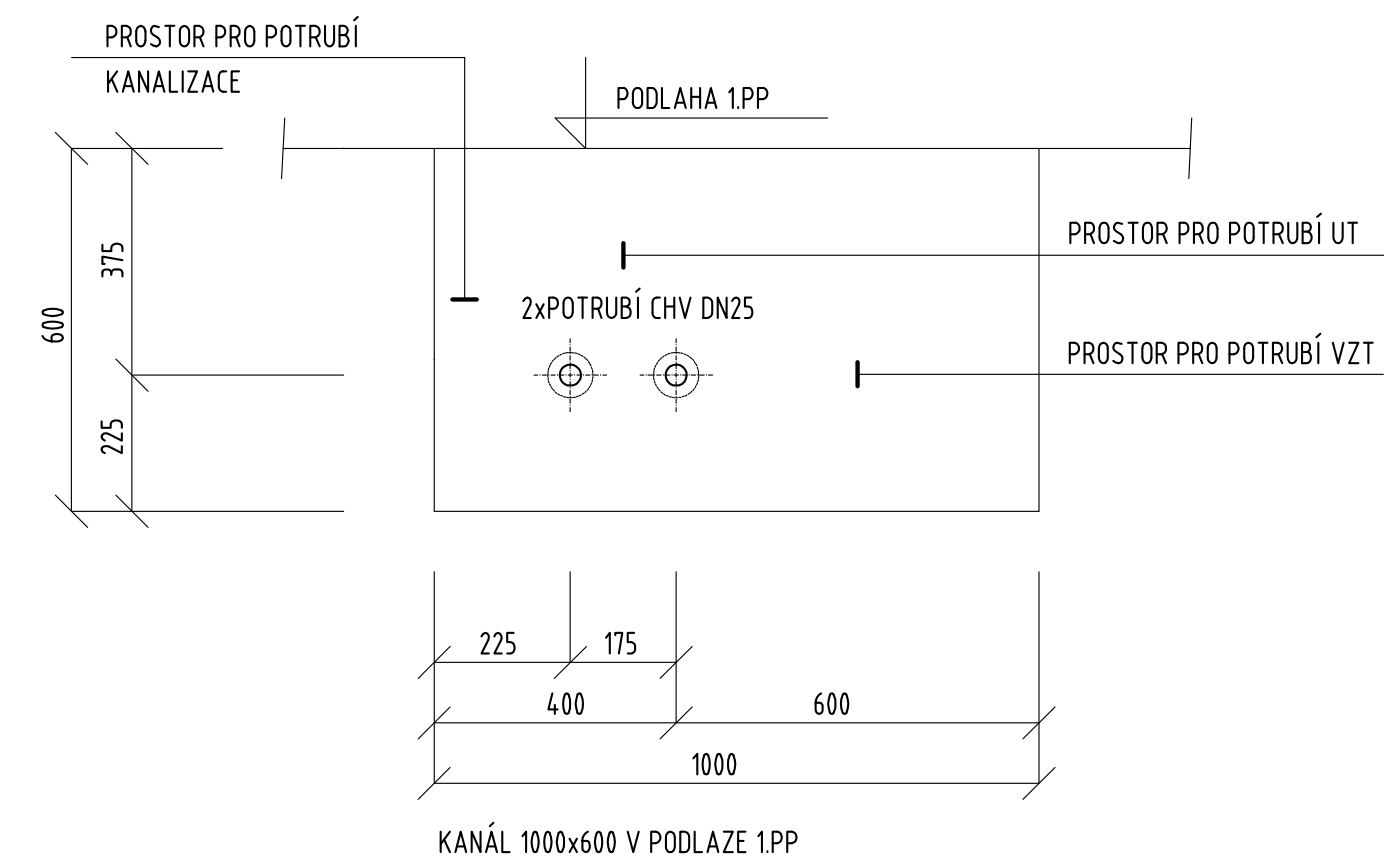 PROSTOR PRO POTRUBÍ
KANALIZACE
PODLAHA 1.PP
PROSTOR PRO POTRUBÍ UT
375
600
2xPOTRUBÍ CHV DN25
PROSTOR PRO POTRUBÍ VZT
225
225
175
400
600
1000
KANÁL 1000x600 V PODLAZE 1.PP